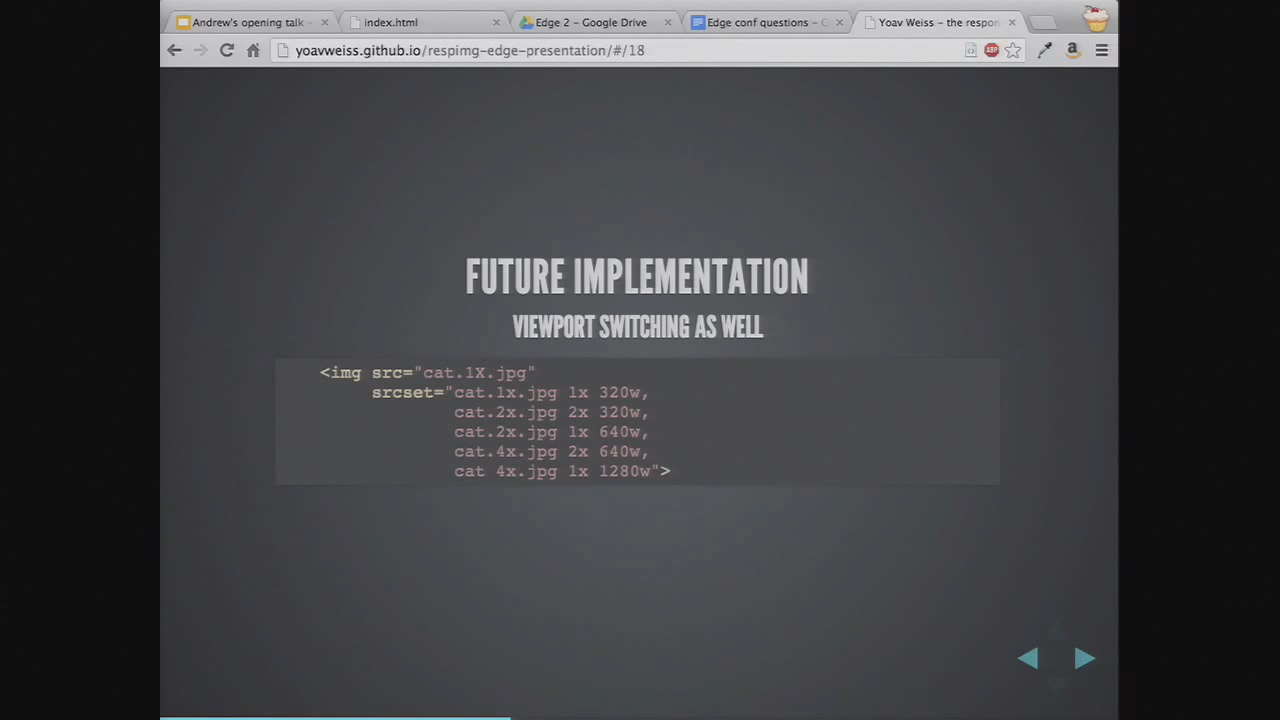 Andrew's opening talk -
index.html
Edge 2 – Google Drive
Edge conf questions –
Yoav Weiss – the respon
yoavweiss.github.io/respimg-edge-presentation/#/18
ABP
a
FUTURE IMPLEMENTATION
VIEWPORT SWITCHING AS WELL
<img src="cat.1X.jpg"
srcset="cat.1x.jpg 1x 320w,
cat.2x.jpg 2x 320w,
cat.2x.jpg 1x 640w,
cat.4x.jpg 2x 640w,
cat 4x.jpg 1x 1280w">